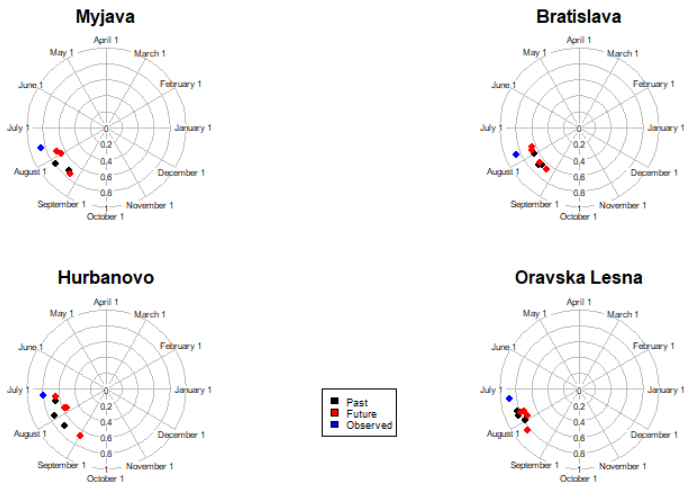 Myjava
April 1
May 1
March 1
June 1
February 1
July 1
January 1
0
0.2
0.4
0.6
0.8
1
August 1
December 1
September 1
November 1
October 1
Bratislava
April 1
May 1
March 1
June 1
February 1
July 1
January 1
0
0.2
0.4
0.6
0.8
1
August 1
December 1
September 1
November 1
October 1
Hurbanovo
April 1
May 1
March 1
June 1
February 1
July 1
January 1
0
0.2
0.4
0.6
0.8
1
August 1
December 1
September 1
November 1
October 1
Past
Future
Observed
Oravska Lesna
April 1
May 1
March 1
June 1
February 1
July 1
January 1
0
0.2
0.4
0.6
0.8
1
August 1
December 1
September 1
November 1
October 1